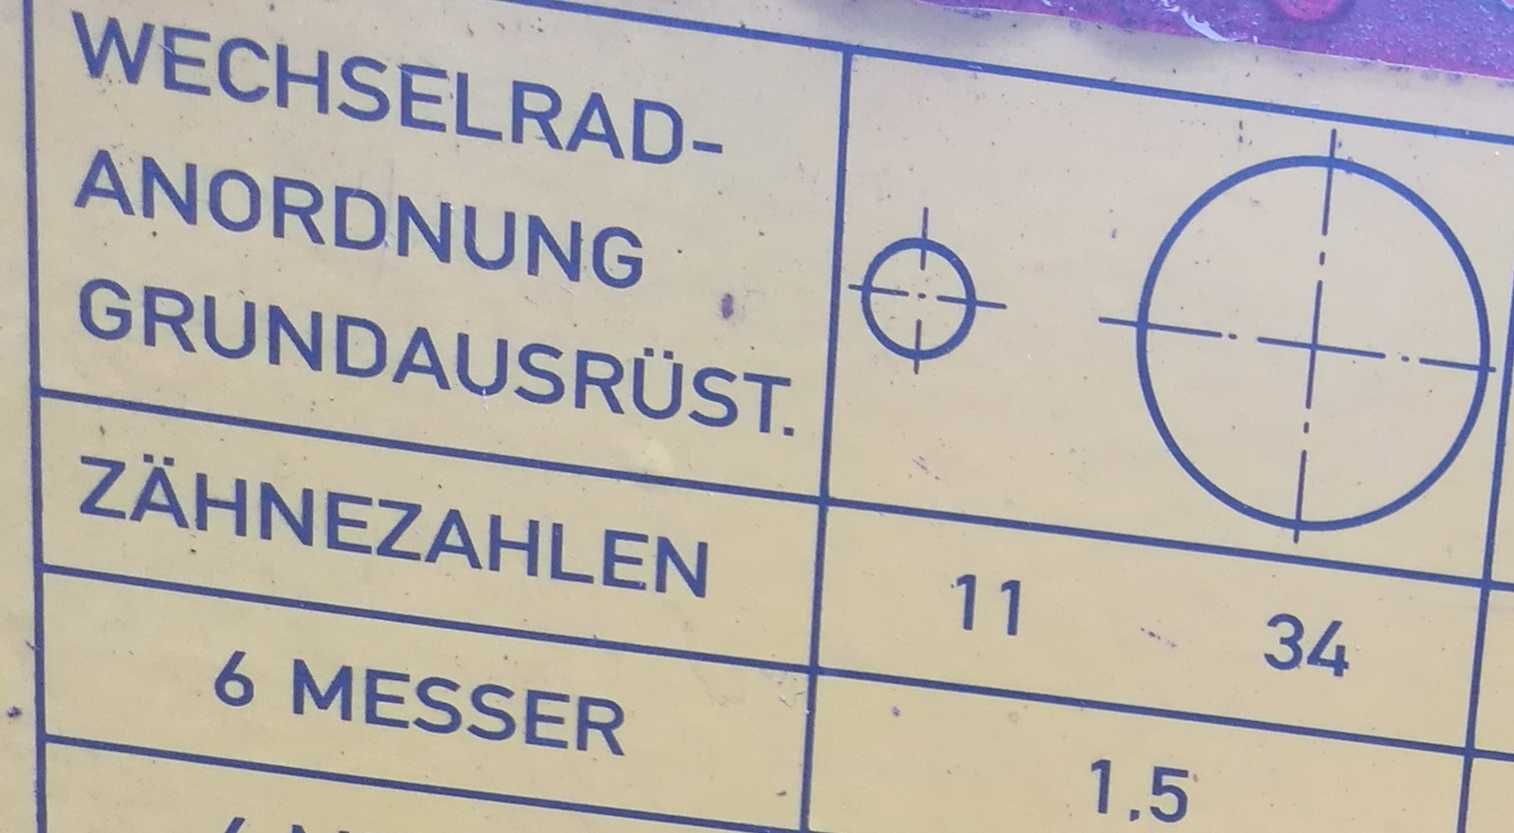 WECHSELRAD-
ANORDNUNG
GRUNDAUSRÜST.
ZÄHNEZAHLEN
11 34
6 MESSER
1.5